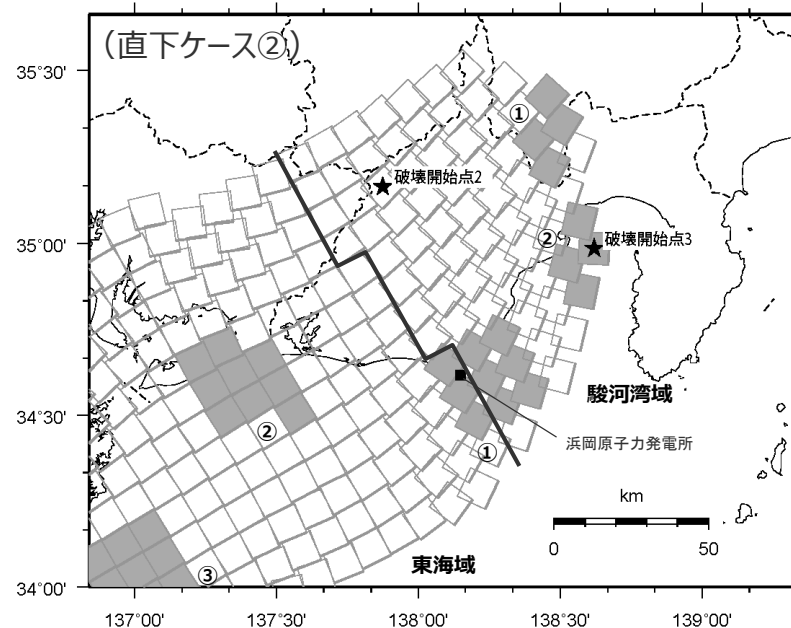 (直下ケース②)
35°30'
①
破壊開始点2
35°00'
②
破壊開始点3
駿河湾域
34°30'
②
①
浜岡原子力発電所
km
0
50
東海域
③
34°00'
137°00'
137°30'
138°00'
138°30'
139°00'